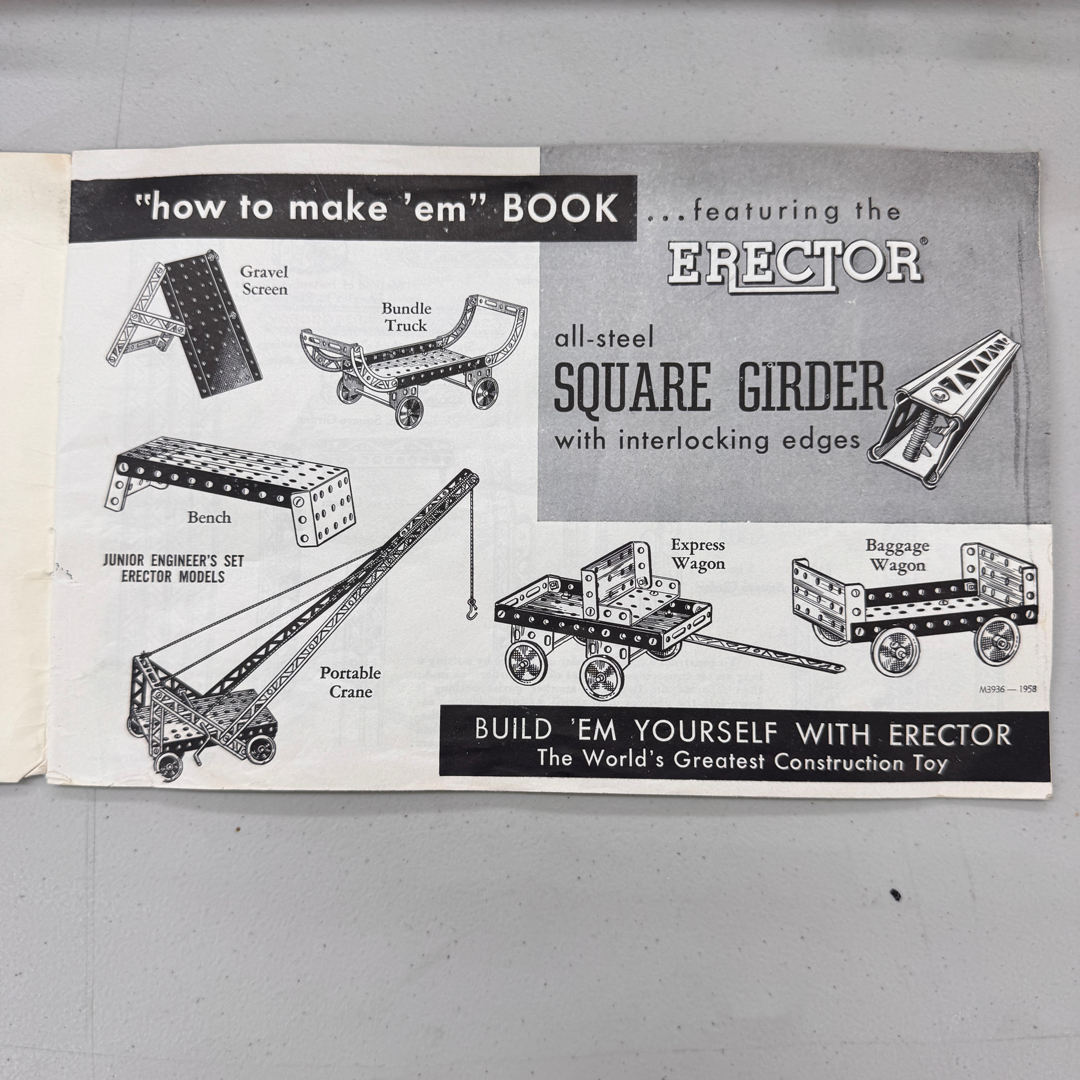 "how to make 'em" BOOK ...featuring the
ERECTOR®
all-steel
SQUARE GIRDER
with interlocking edges
Gravel
Screen
Bundle
Truck
Bench
JUNIOR ENGINEER'S SET
ERECTOR MODELS
Portable
Crane
Express
Wagon
Baggage
Wagon
M3936 — 1958
BUILD 'EM YOURSELF WITH ERECTOR
The World's Greatest Construction Toy